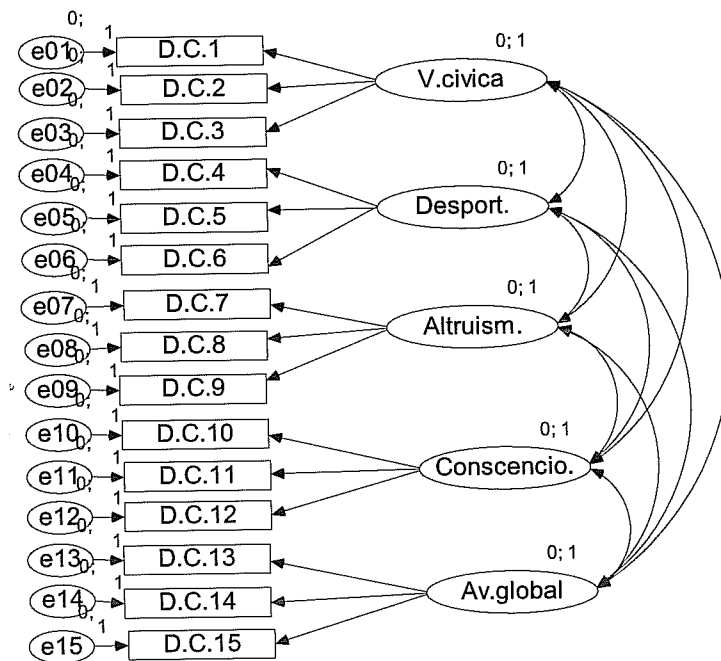 0;
1
e01
D.C.1
0; 1
V.civica
0;
1
e02
D.C.2
0;
1
e03
D.C.3
0;
1
e04
D.C.4
0; 1
Desport.
0;
1
e05
D.C.5
0;
1
e06
D.C.6
0;
1
e07
D.C.7
0; 1
Altruism.
0;
1
e08
D.C.8
0;
1
e09
D.C.9
0;
1
e10
D.C.10
0; 1
Conscencio.
0;
1
e11
D.C.11
0;
1
e12
D.C.12
0;
1
e13
D.C.13
0; 1
Av.global
0;
1
e14
D.C.14
0;
1
e15
D.C.15